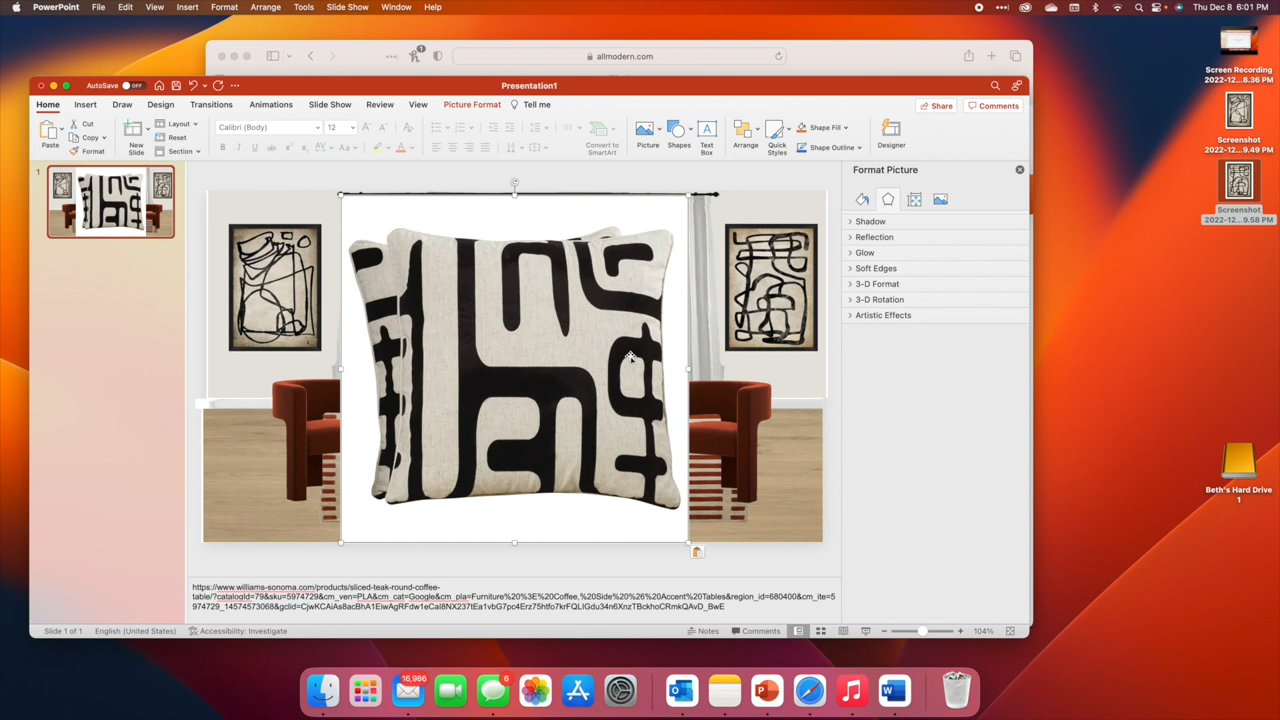 PowerPoint File Edit View Insert Format Arrange Tools Slide Show Window Help Thu Dec 8 6:01 PM
1
allmodern.com
AutoSave OFF Presentation1
Home Insert Draw Design Transitions Animations Slide Show Review View Picture Format Tell me Share Comments
Paste Cut Copy Format New Slide Layout Reset Section Calibri (Body) 12 Convert to SmartArt Picture Shapes Text Box Arrange Quick Styles Shape Fill Shape Outline Designer
1
Format Picture
Shadow
Reflection
Glow
Soft Edges
3-D Format
3-D Rotation
Artistic Effects
https://www.williams-sonoma.com/products/sliced-teak-round-coffee-
table/?catalogId=79&sku=5974729&cm_ven=PLA&cm_cat=Google&cm_pla=Furniture%20%3E%20Coffee,%20Side%20%26%20Accent%20Tables&region_id=680400&cm_ite=5
974729_14574573068&gclid=CjwKCAiAs8acBhA1EiwAgRFdw1eCaI8NX237tEa1vbG7pc4Erz75htfo7krFQLIGdu34n6XnzTBckhoCRmkQAvD_BwE
Slide 1 of 1 English (United States) Accessibility: Investigate Notes Comments 104%
Screen Recording
2022-12...8.36 PM
Screenshot
2022-12...9.49 PM
Screenshot
2022-12...9.58 PM
Beth's Hard Drive
1
16,986
6